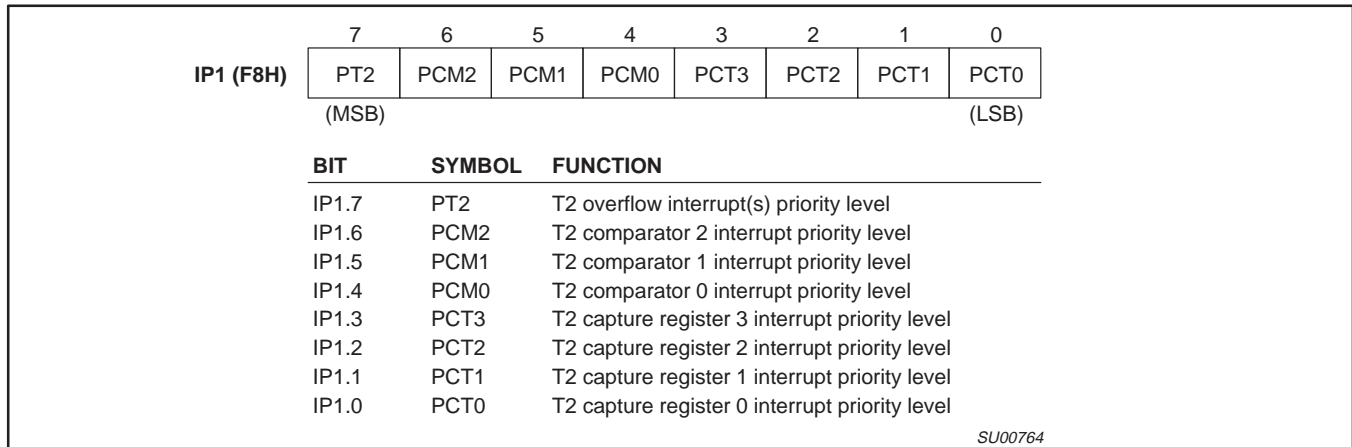 7 6 5 4 3 2 1 0
IP1 (F8H) PT2 PCM2 PCM1 PCM0 PCT3 PCT2 PCT1 PCT0
(MSB) (LSB)
BIT SYMBOL FUNCTION
IP1.7 PT2 T2 overflow interrupt(s) priority level
IP1.6 PCM2 T2 comparator 2 interrupt priority level
IP1.5 PCM1 T2 comparator 1 interrupt priority level
IP1.4 PCM0 T2 comparator 0 interrupt priority level
IP1.3 PCT3 T2 capture register 3 interrupt priority level
IP1.2 PCT2 T2 capture register 2 interrupt priority level
IP1.1 PCT1 T2 capture register 1 interrupt priority level
IP1.0 PCT0 T2 capture register 0 interrupt priority level
SU00764